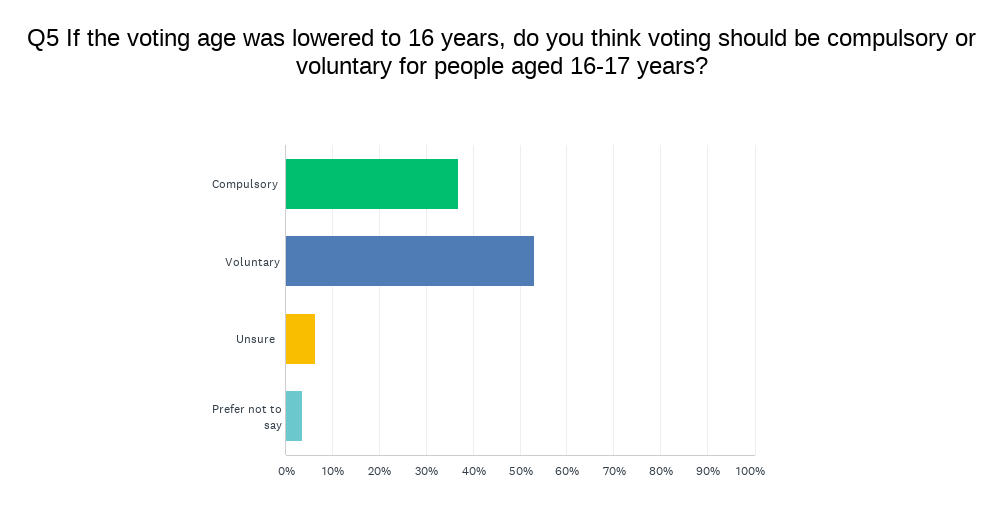 Q5 If the voting age was lowered to 16 years, do you think voting should be compulsory or
voluntary for people aged 16-17 years?
Compulsory
Voluntary
Unsure
Prefer not to
say
0% 10% 20% 30% 40% 50% 60% 70% 80% 90% 100%